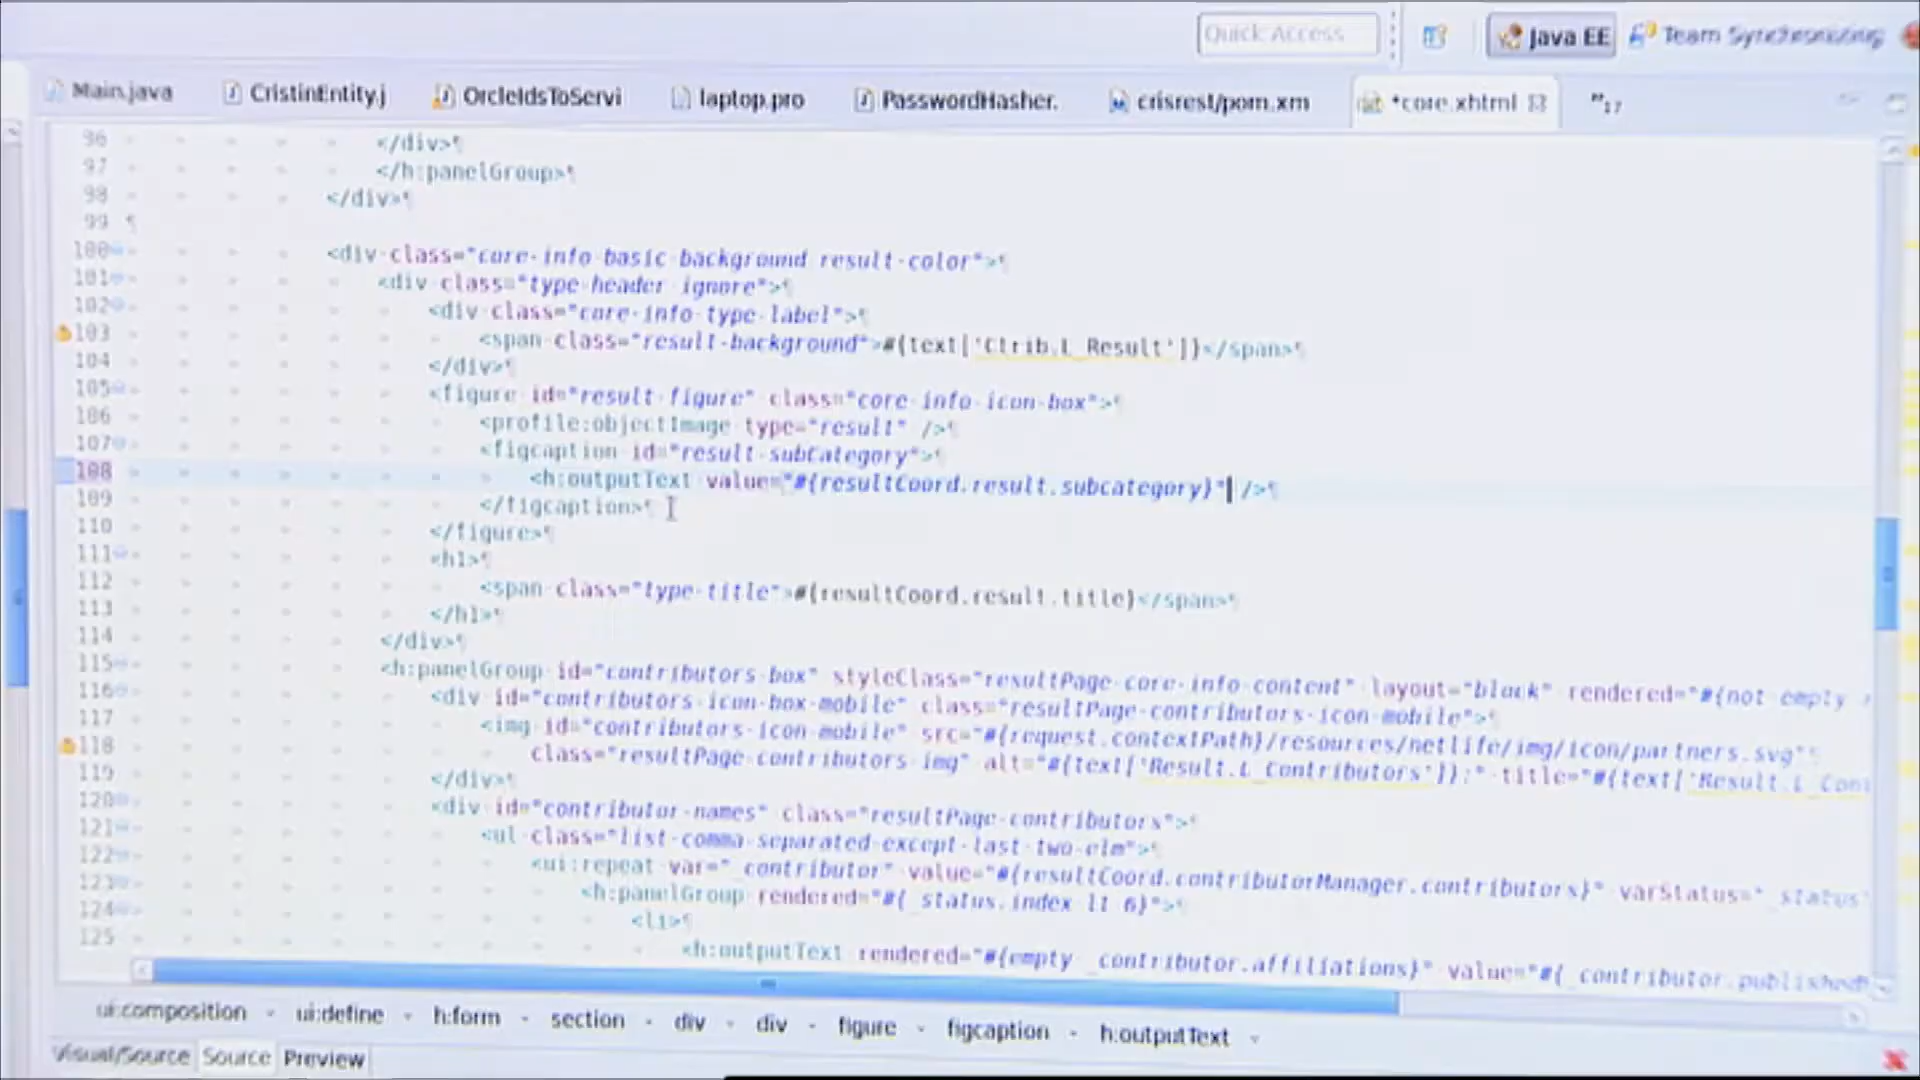 Quick Access
Java EE
Team Synchronizing
Main.java
CristinEntity.j
OrcleIdsToServi
laptop.pro
PasswordHasher.
crisrest/pom.xm
*core.xhtml
"17
96 </div>
97 </h:panelGroup>
98 </div>
99
100 <div class="core-info-basic-background result-color">
101 <div class="type-header ignore">
102 <div class="core-info-type-label">
103 <span class="result-background">#{text['Ctrib.L_Result']}</span>
104 </div>
105 <figure id="result-figure" class="core-info-icon-box">
106 <profile:objectImage type="result" />
107 <figcaption id="result-subCategory">
108 <h:outputText value="#{resultCoord.result.subcategory}" />
109 </figcaption>
110 </figure>
111 <h1>
112 <span class="type-title">#{resultCoord.result.title}</span>
113 </h1>
114 </div>
115 <h:panelGroup id="contributors-box" styleClass="resultPage-core-info-content" layout="block" rendered="#{not empty
116 <div id="contributors-icon-box-mobile" class="resultPage-contributors-icon-mobile">
117 <img id="contributors-icon-mobile" src="#{request.contextPath}/resources/netlife/img/icon/partners.svg"
118 class="resultPage-contributors-img" alt="#{text['Result.L_Contributors']}:" title="#{text['Result.L_Cont
119 </div>
120 <div id="contributor-names" class="resultPage-contributors">
121 <ul class="list-comma-separated-except-last-two-elm">
122 <ui:repeat var="_contributor" value="#{resultCoord.contributorManager.contributors}" varStatus="_status"
123 <h:panelGroup rendered="#{_status.index lt 6}">
124 <li>
125 <h:outputText rendered="#{empty _contributor.affiliations}" value="#{_contributor.published
ui:composition
ui:define
h:form
section
div
div
figure
figcaption
h:outputText
Visual/Source
Source
Preview